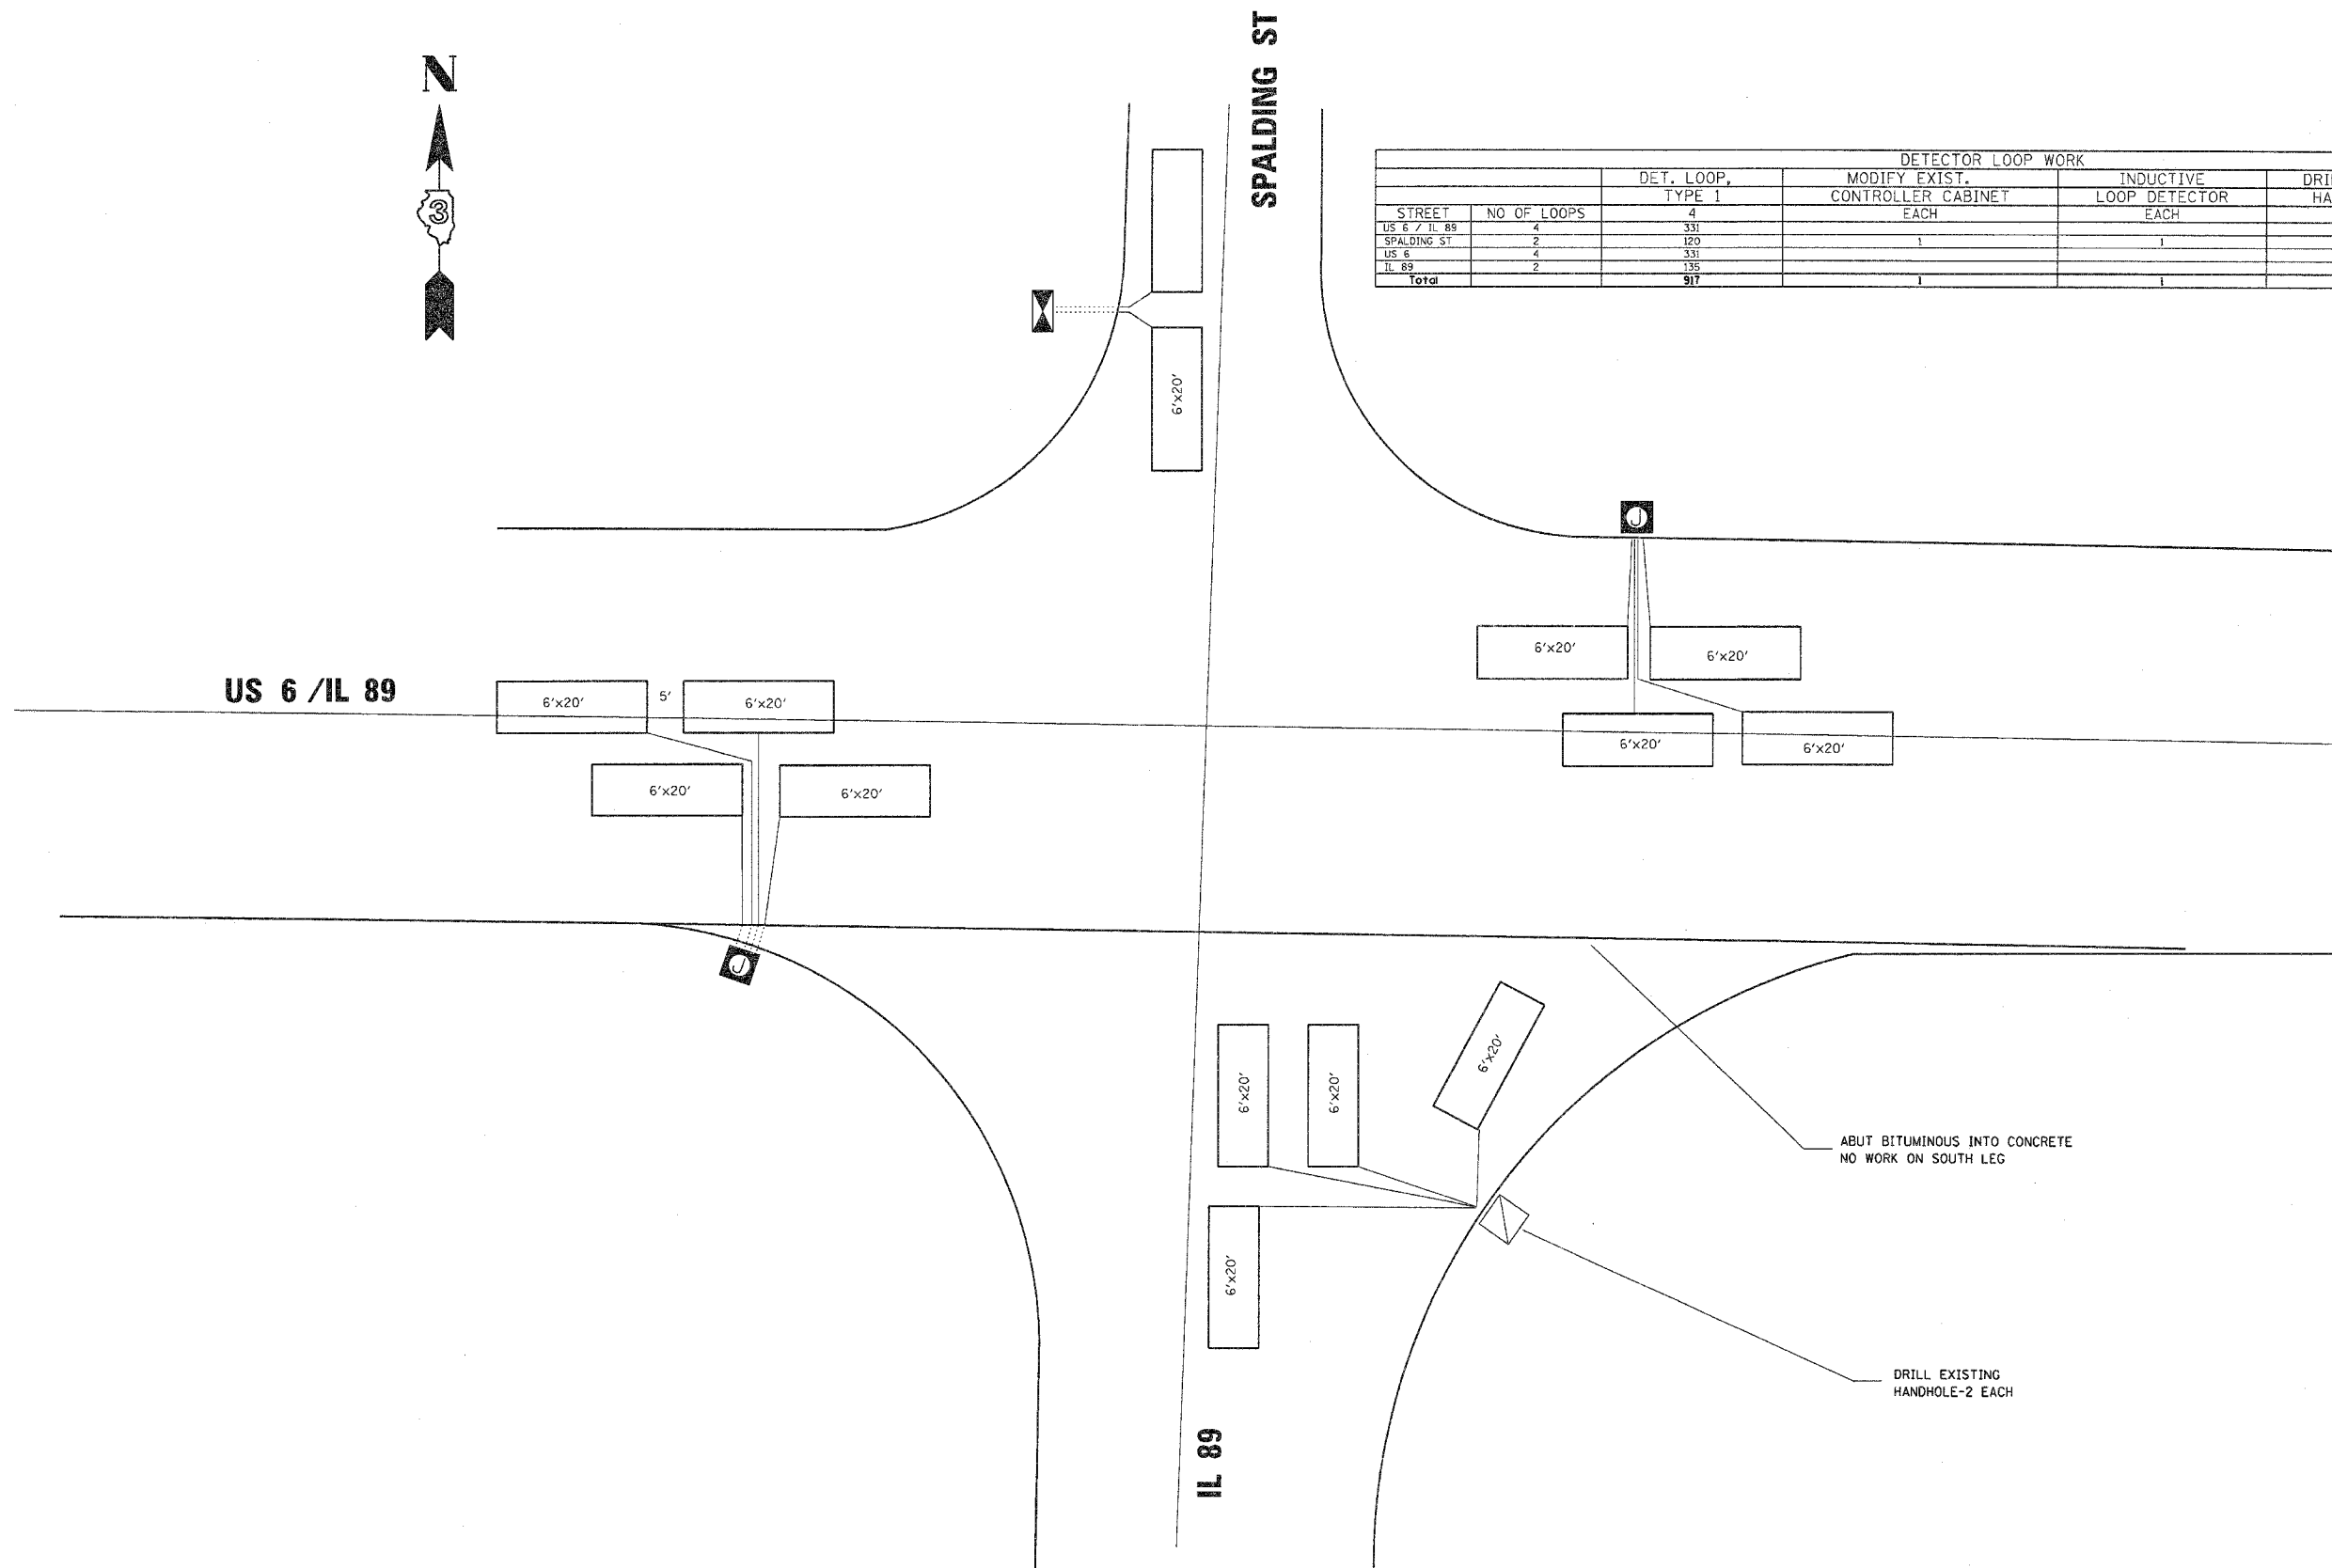 N
3
SPALDING ST
DETECTOR LOOP WORK
DET. LOOP, MODIFY EXIST. INDUCTIVE
TYPE 1 CONTROLLER CABINET LOOP DETECTOR
STREET NO OF LOOPS 4 EACH EACH
US 6 / IL 89 4 331
SPALDING ST 2 120 1 1
US 6 4 331
IL 89 2 135
Total 917 1 1
6'x20'
J
6'x20'
6'x20'
US 6 /IL 89
6'x20' 5' 6'x20'
6'x20'
6'x20'
6'x20'
6'x20'
J
6'x20'
6'x20'
6'x20'
6'x20'
ABUT BITUMINOUS INTO CONCRETE
NO WORK ON SOUTH LEG
DRILL EXISTING
HANDHOLE-2 EACH
IL 89